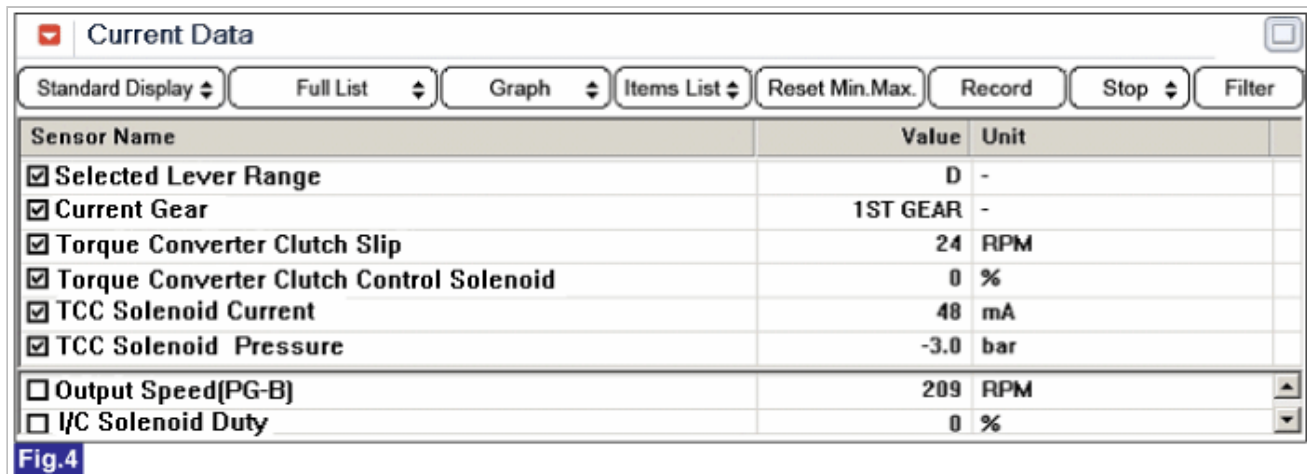 Current Data
Standard Display Full List Graph Items List Reset Min.Max. Record Stop Filter
Sensor Name Value Unit
Selected Lever Range D -
Current Gear 1ST GEAR -
Torque Converter Clutch Slip 24 RPM
Torque Converter Clutch Control Solenoid 0 %
TCC Solenoid Current 48 mA
TCC Solenoid Pressure -3.0 bar
Output Speed(PG-B) 209 RPM
I/C Solenoid Duty 0 %
Fig.4